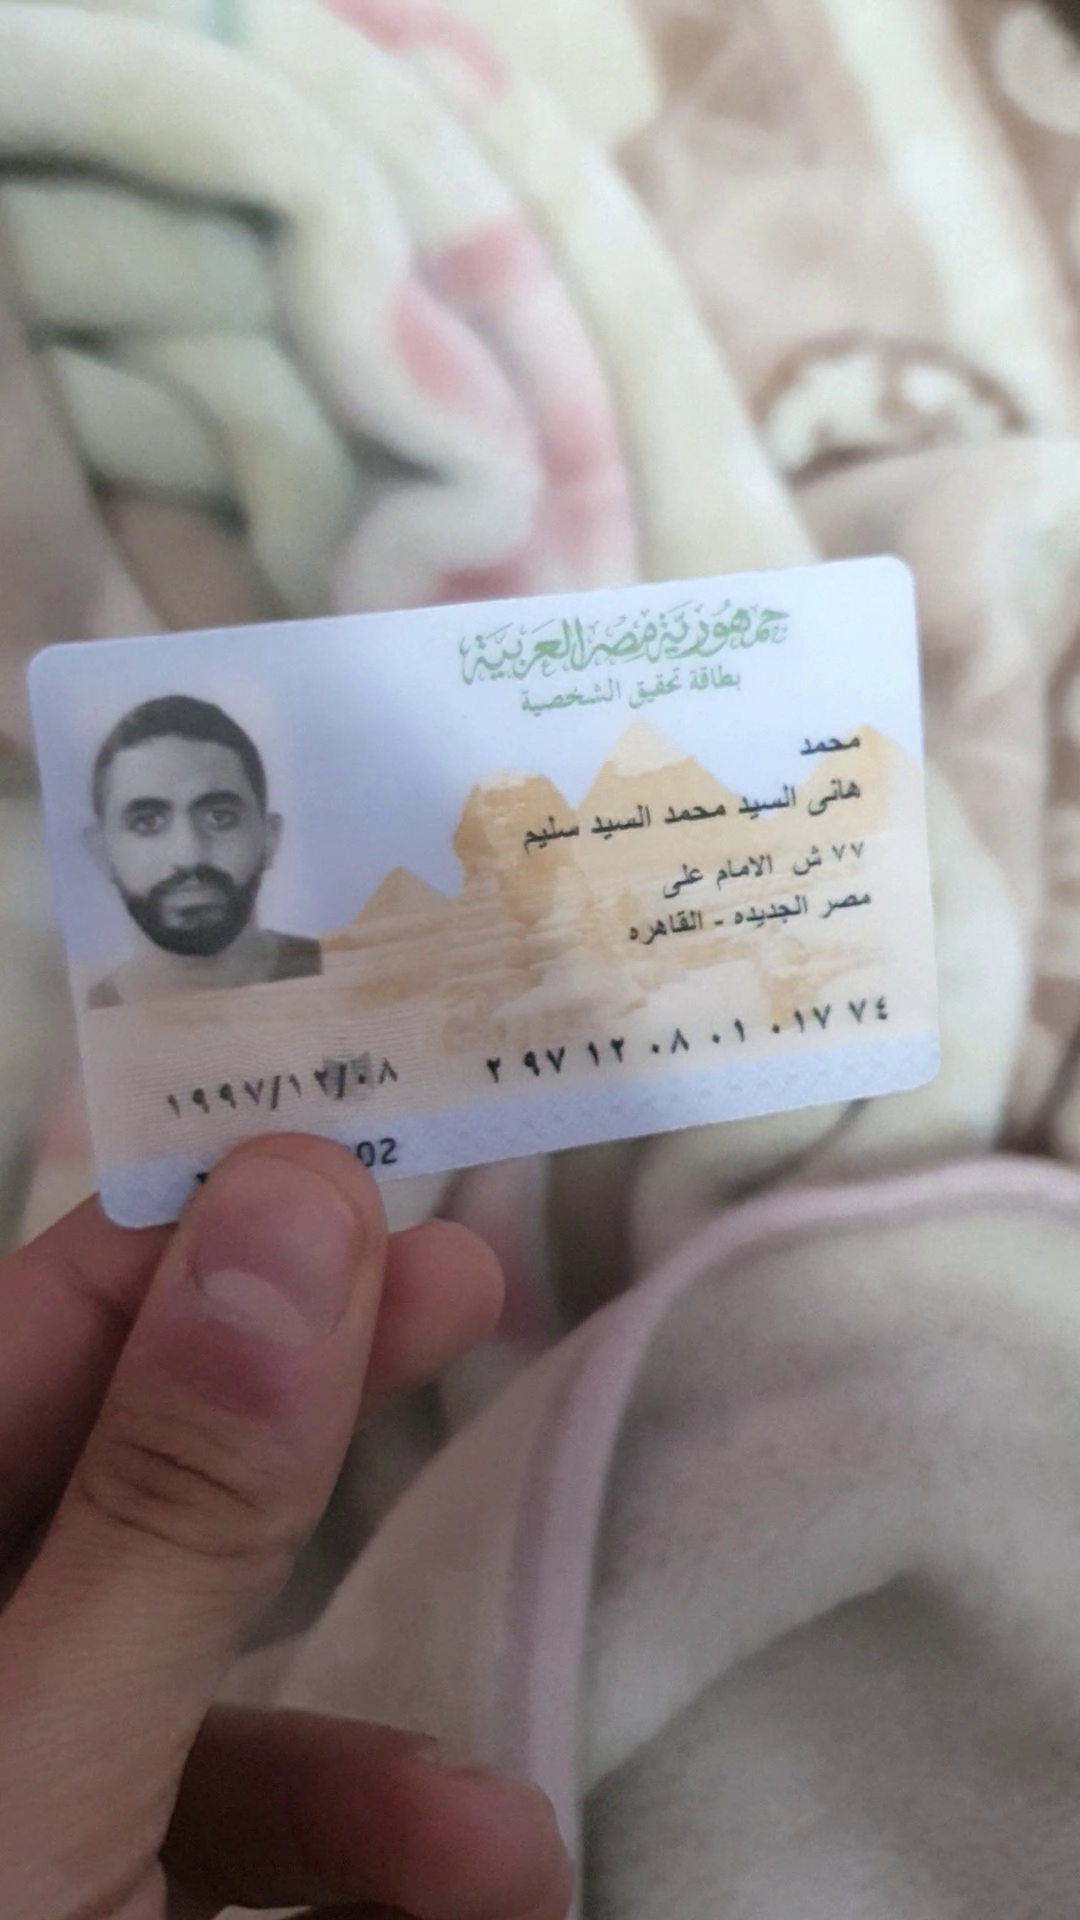 جمهورية مصر العربية
بطاقة تحقيق الشخصية
محمد
هانى السيد محمد السيد سليم
٧٧ ش الامام على
مصر الجديده - القاهره
٢ ٩٧ ١٢ ٠٨ ٠١ ٠١٧ ٧٤
١٩٩٧/١٢/٠٨
02